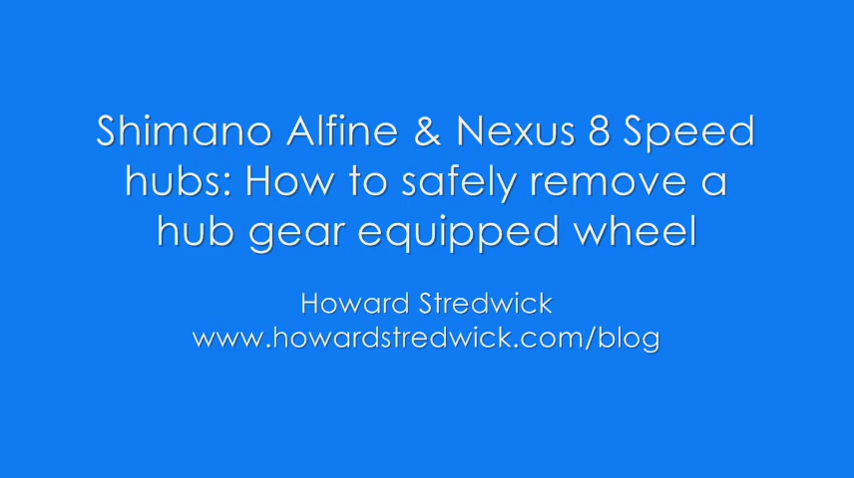 Shimano Alfine & Nexus 8 Speed
hubs: How to safely remove a
hub gear equipped wheel
Howard Stredwick
www.howardstredwick.com/blog